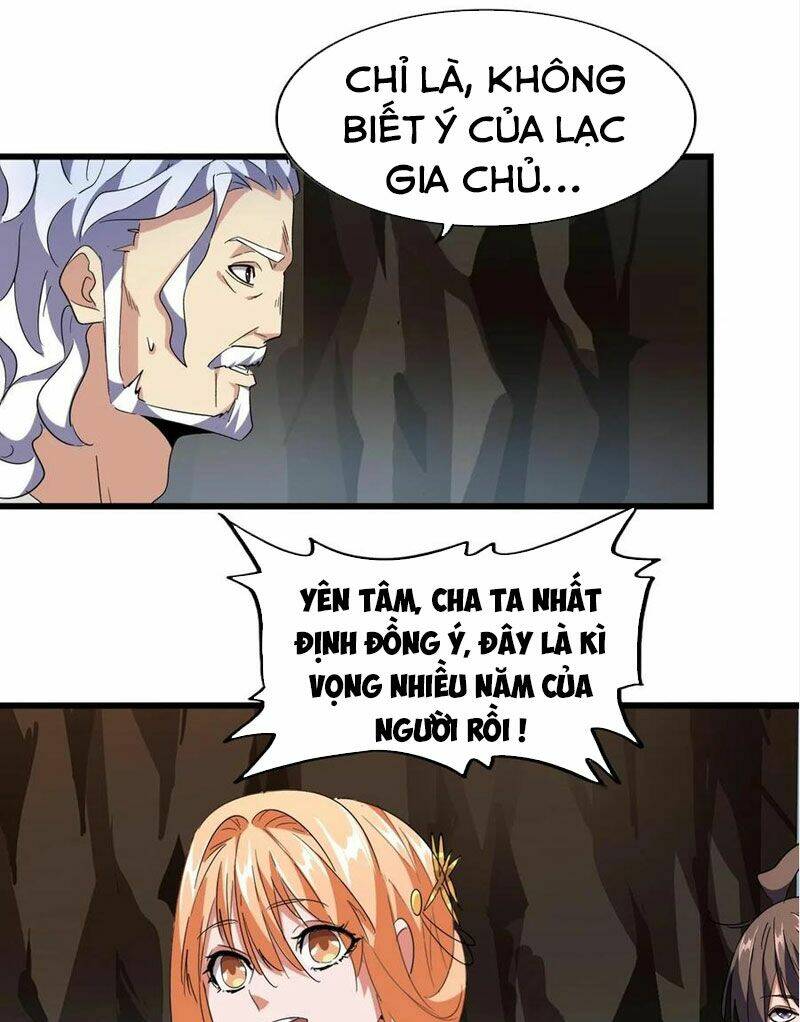 CHỈ LÀ, KHÔNG
BIẾT Ý CỦA LẠC
GIA CHỦ...
YÊN TÂM, CHA TA NHẤT
ĐỊNH ĐỒNG Ý, ĐÂY LÀ KÌ
VỌNG NHIỀU NĂM CỦA
NGƯỜI RỒI !